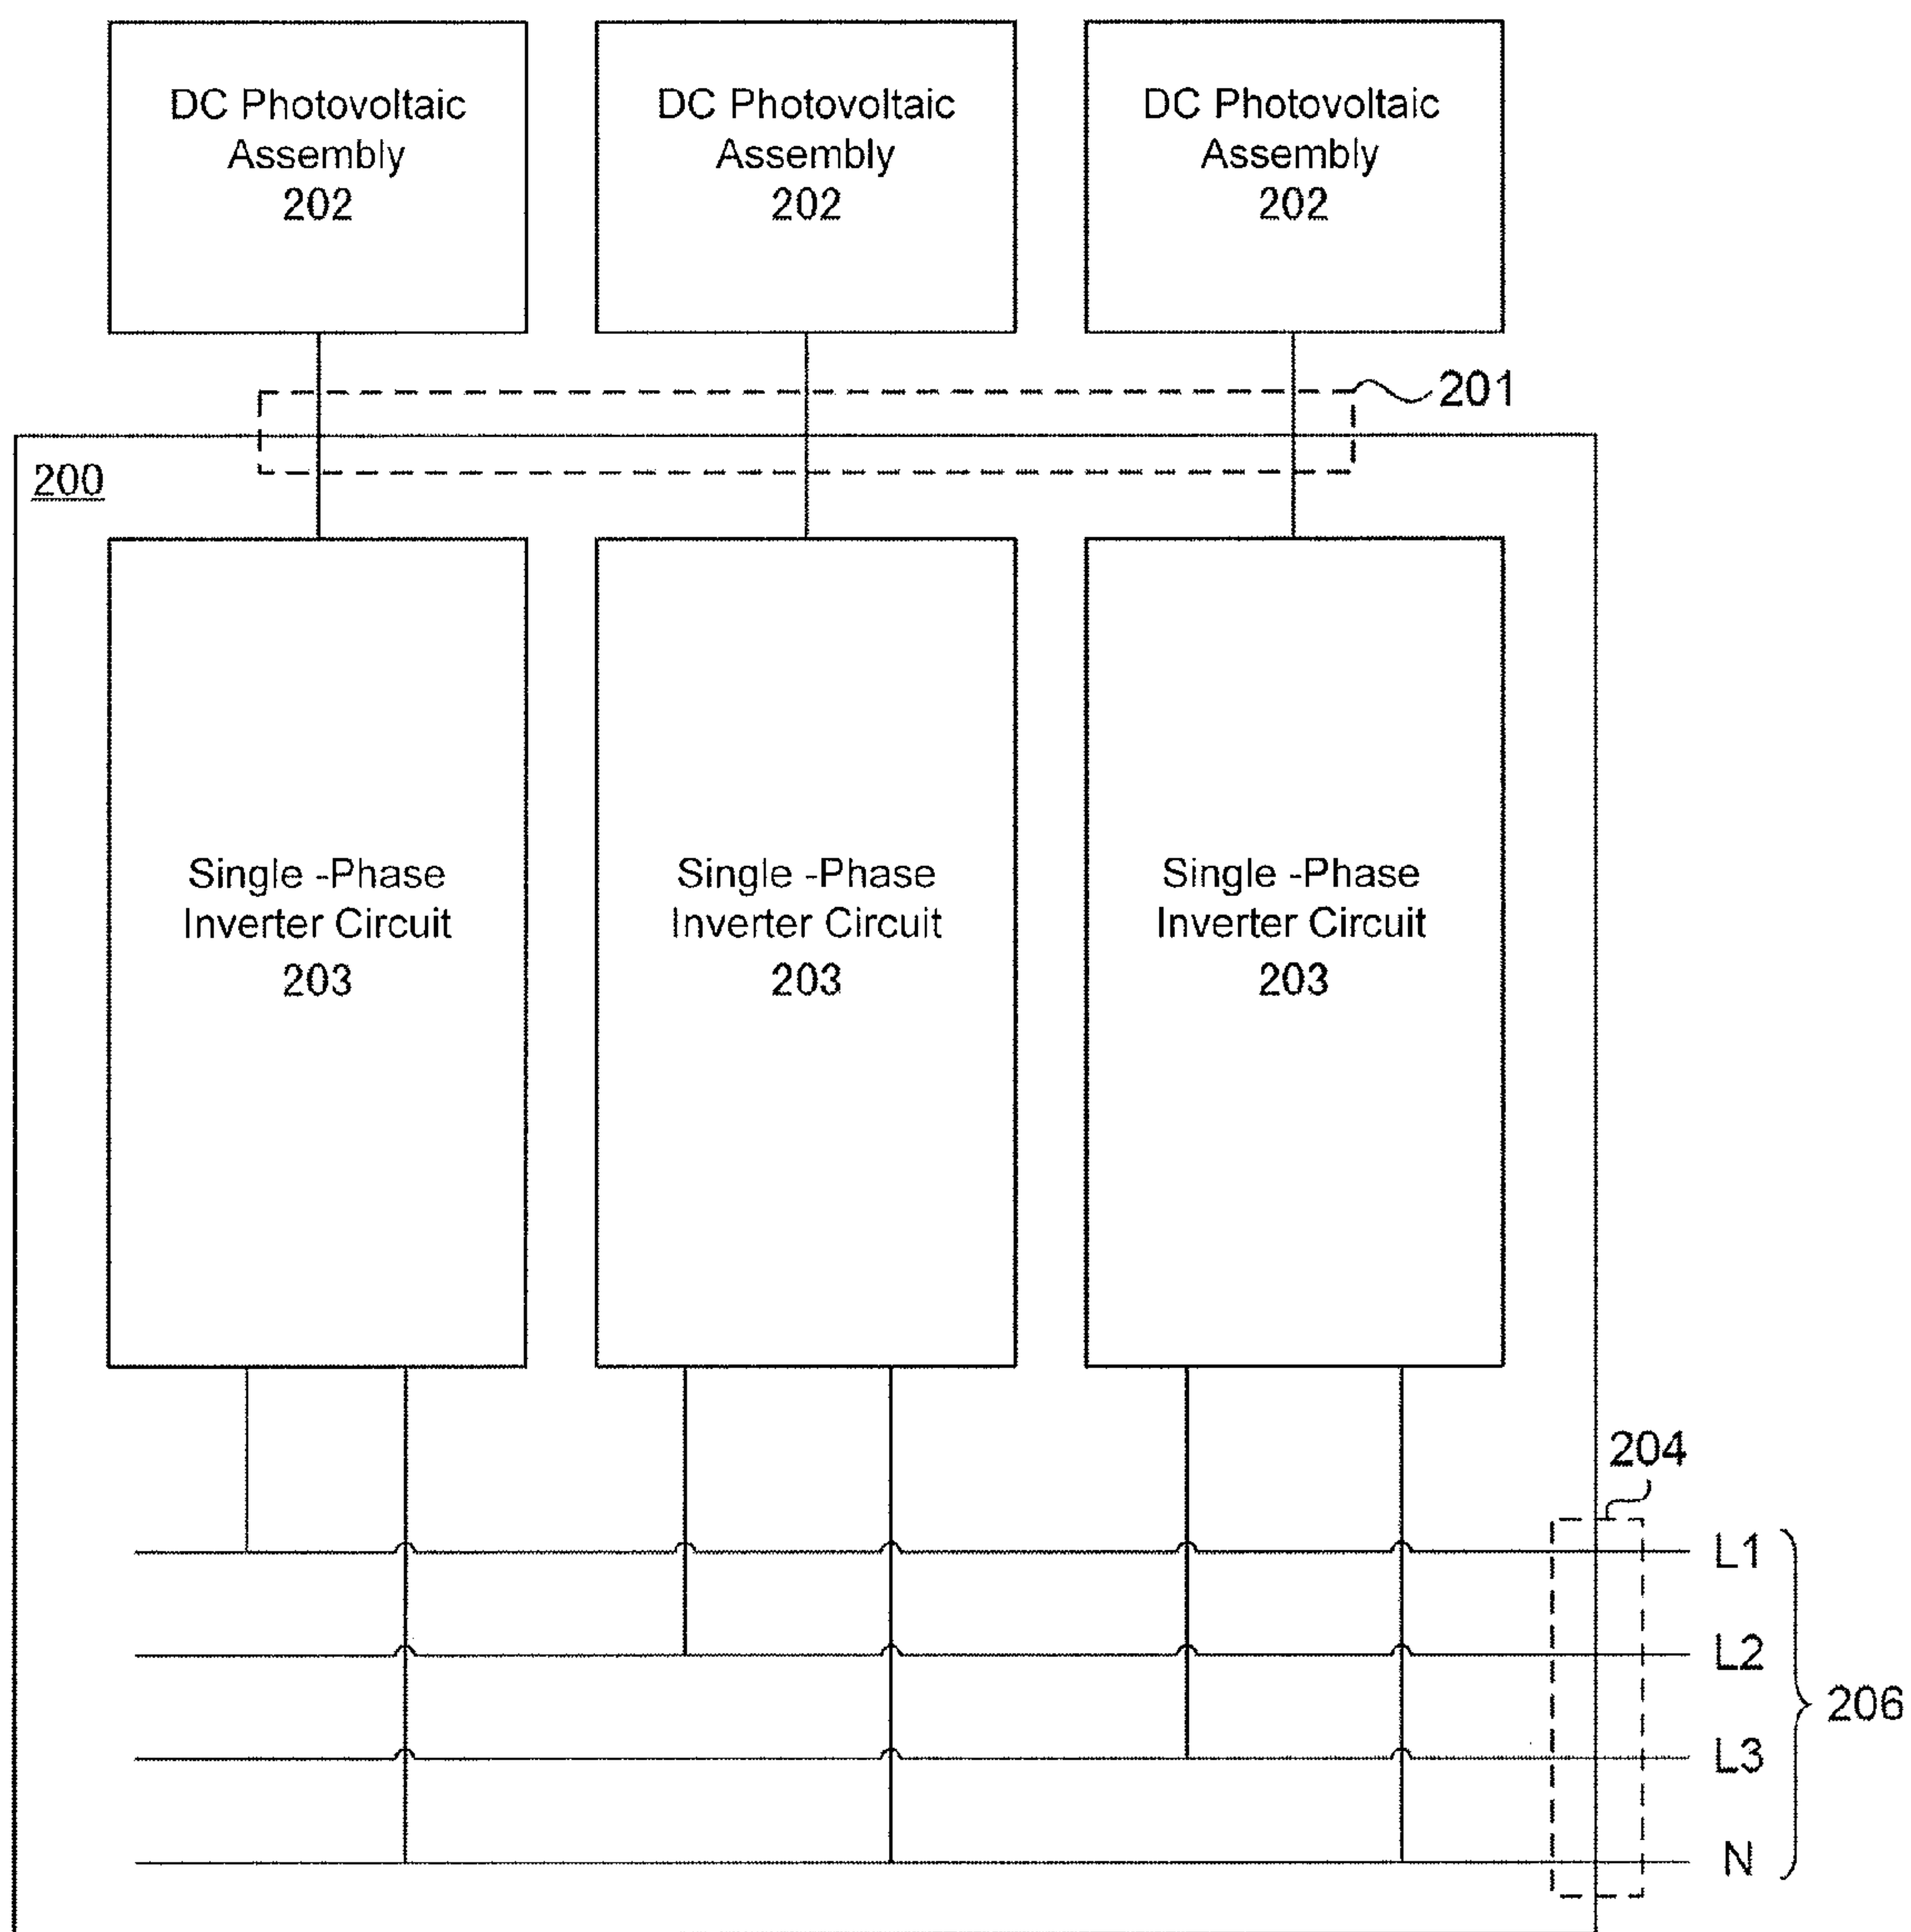 DC Photovoltaic
Assembly
202
DC Photovoltaic
Assembly
202
DC Photovoltaic
Assembly
202
201
200
Single -Phase
Inverter Circuit
203
Single -Phase
Inverter Circuit
203
Single -Phase
Inverter Circuit
203
204
L1
L2
206
L3
N